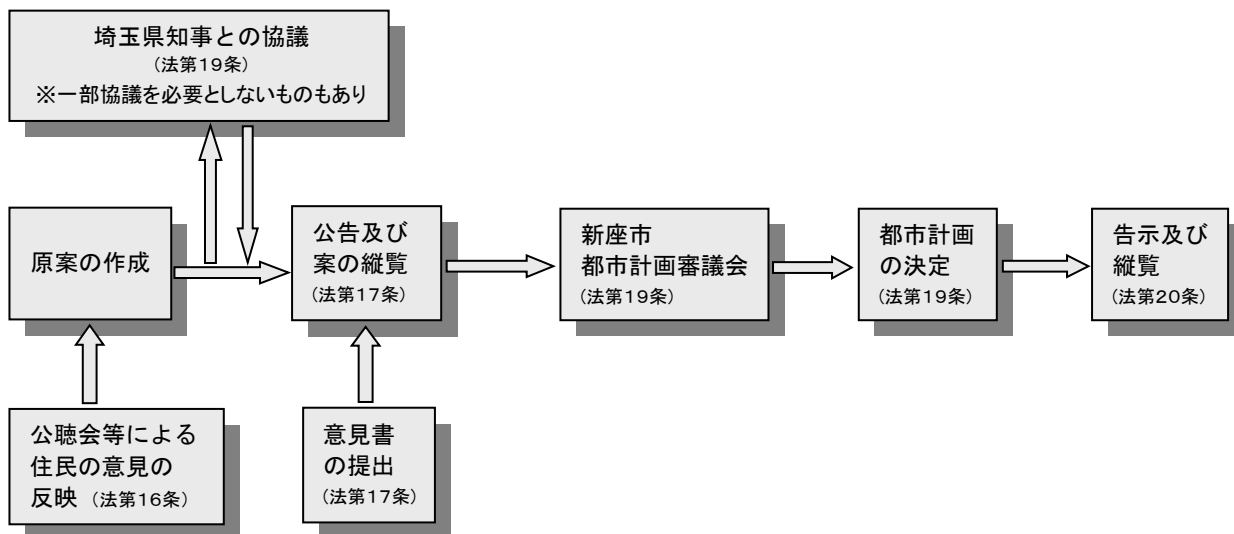 埼玉県知事との協議
（法第１９条）
※一部協議を必要としないものもあり
原案の作成
公告及び
案の縦覧
（法第１７条）
新座市
都市計画審議会
（法第１９条）
都市計画
の決定
（法第１９条）
告示及び
縦覧
（法第２０条）
公聴会等による
住民の意見の
反映（法第１６条）
意見書
の提出
（法第１７条）